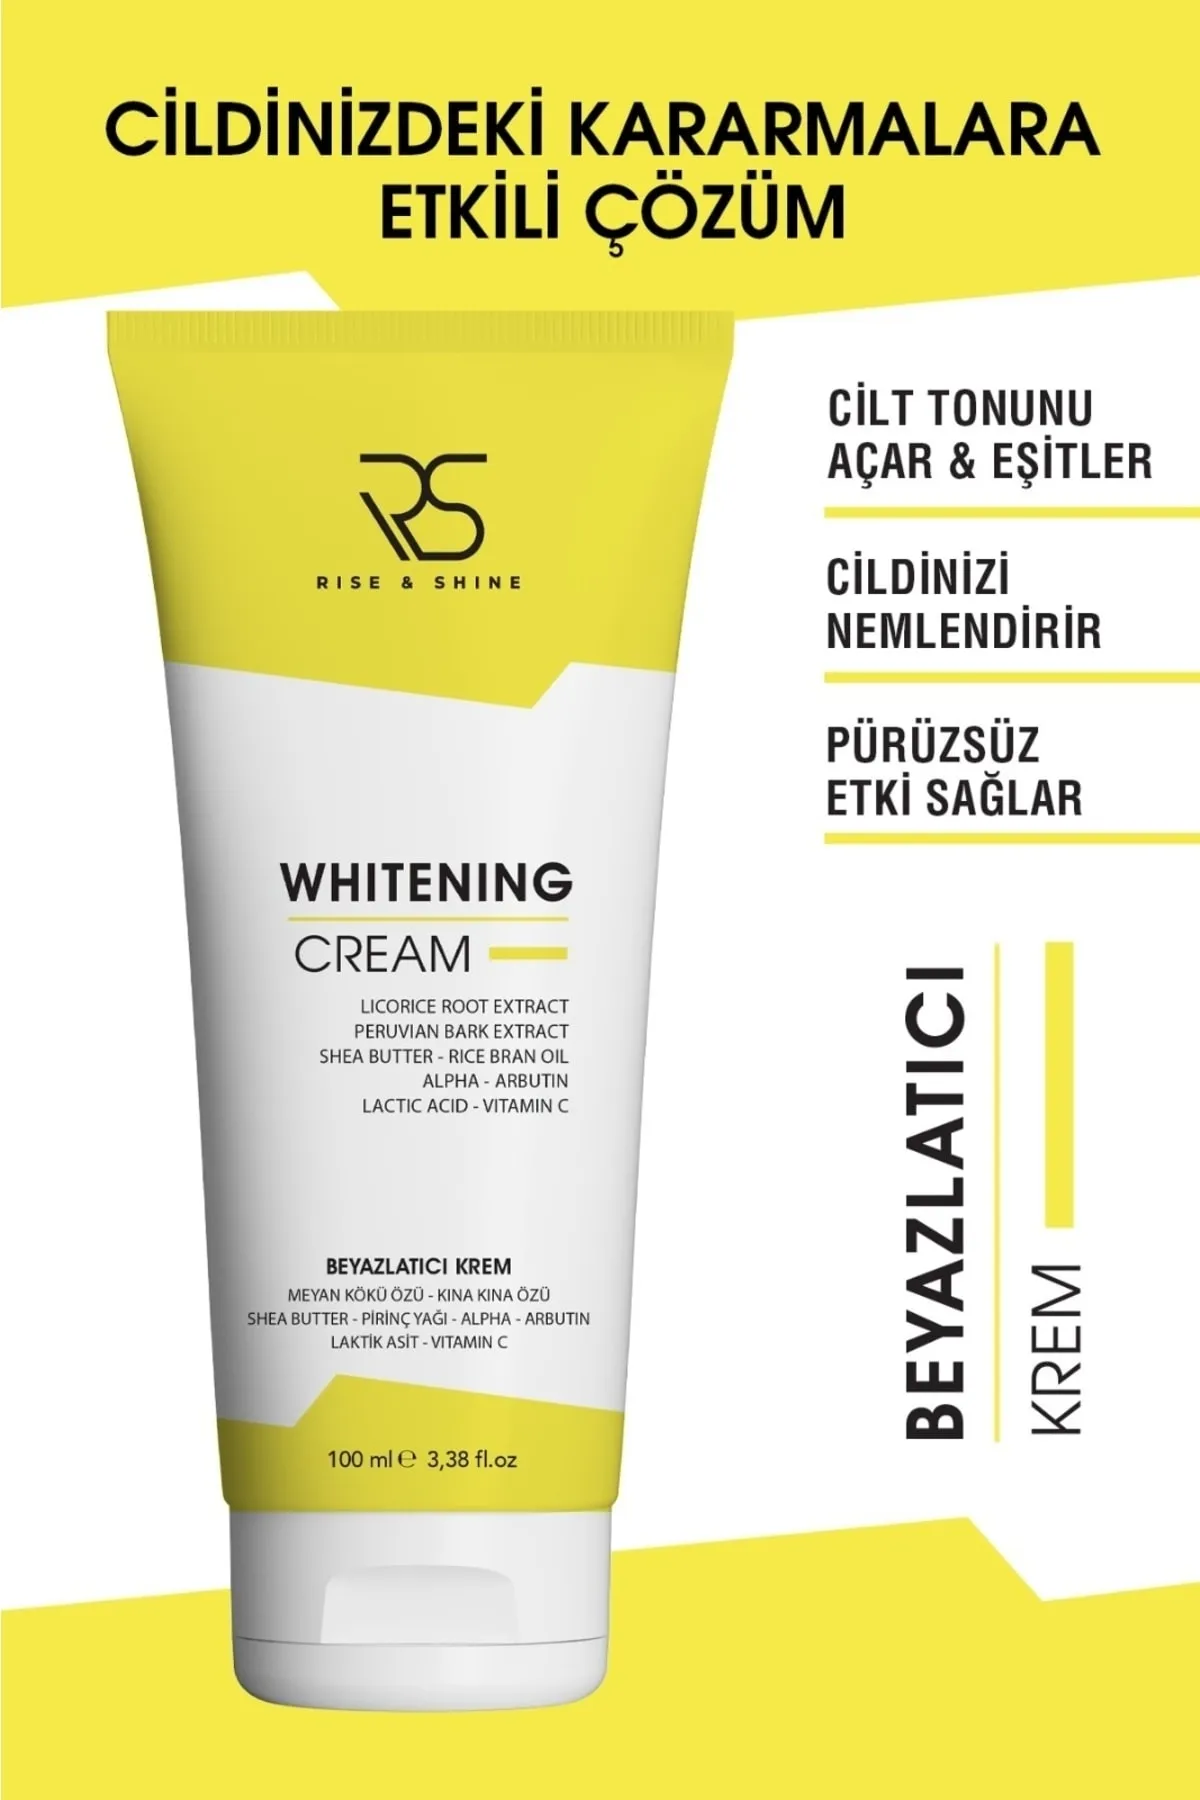 CİLDİNİZDEKİ KARARMALARA
ETKİLİ ÇÖZÜM
RS
RISE & SHINE
WHITENING
CREAM
LICORICE ROOT EXTRACT
PERUVIAN BARK EXTRACT
SHEA BUTTER - RICE BRAN OIL
ALPHA - ARBUTIN
LACTIC ACID - VITAMIN C
BEYAZLATICI KREM
MEYAN KÖKÜ ÖZÜ - KINA KINA ÖZÜ
SHEA BUTTER - PİRİNÇ YAĞI - ALPHA - ARBUTIN
LAKTİK ASİT - VITAMIN C
100 ml ℮ 3,38 fl.oz
CİLT TONUNU
AÇAR & EŞİTLER
CİLDİNİZİ
NEMLENDİRİR
PÜRÜZSÜZ
ETKİ SAĞLAR
BEYAZLATICI
KREM